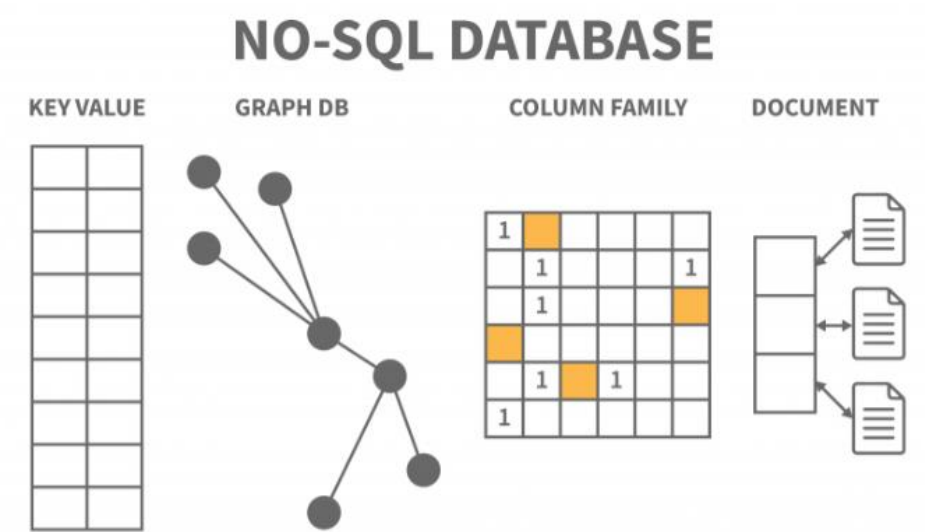 NO-SQL DATABASE
KEY VALUE
GRAPH DB
COLUMN FAMILY
DOCUMENT
1
1 1
1
1 1
1